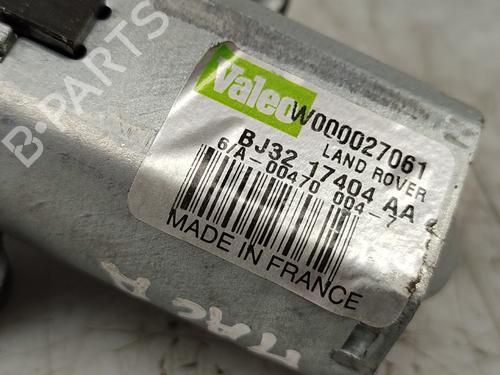 B-PARTS
Valeo
W000027061
LAND ROVER
BJ32 17404 AA
6/A-00470 004-7
MADE IN FRANCE